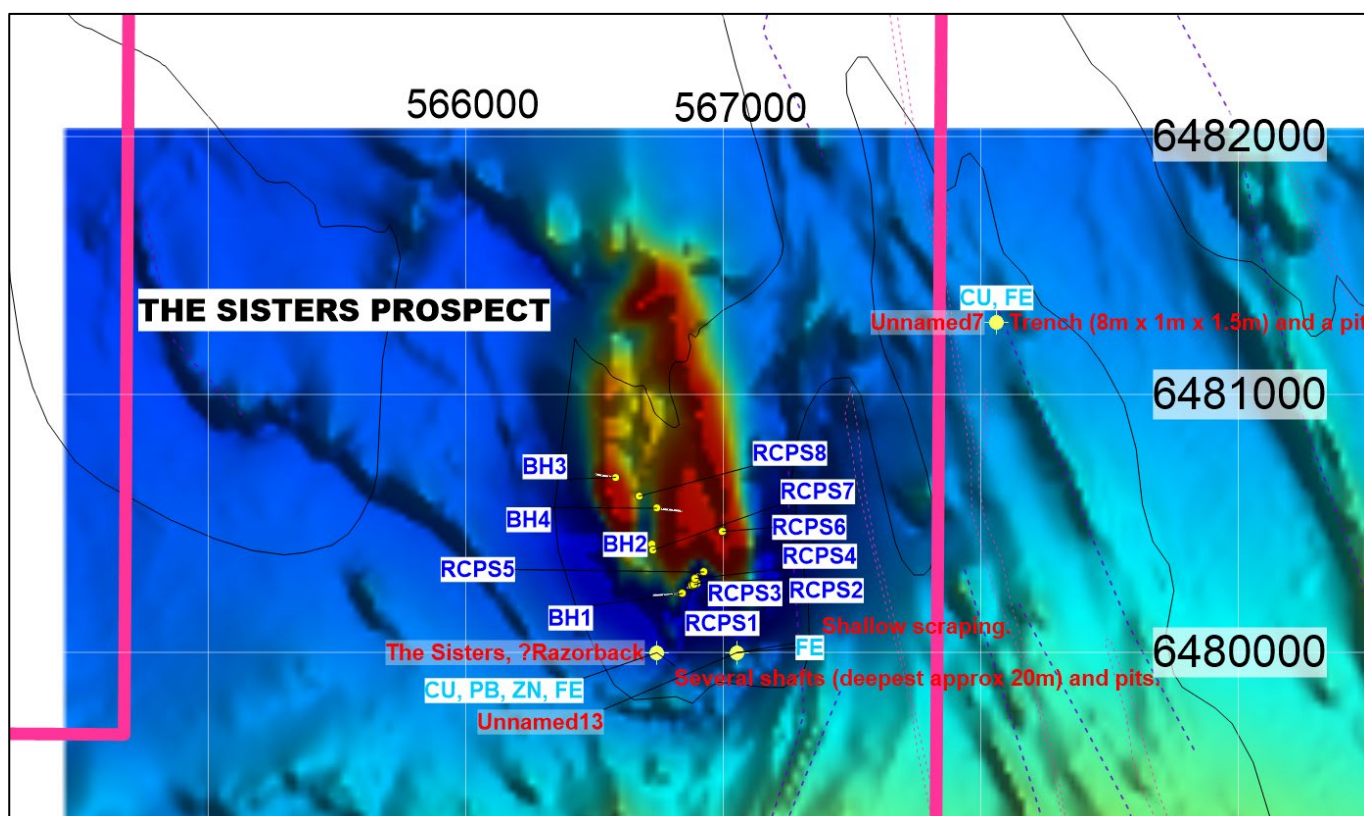 566000
567000
6482000
THE SISTERS PROSPECT
CU, FE
Unnamed7
Trench (8m x 1m x 1.5m) and a pit
6481000
RCPS8
BH3
RCPS7
BH4
RCPS6
BH2
RCPS4
RCPS5
RCPS2
RCPS3
BH1
RCPS1
Shallow scraping.
FE
The Sisters, ?Razorback
6480000
Several shafts (deepest approx 20m) and pits.
CU, PB, ZN, FE
Unnamed13